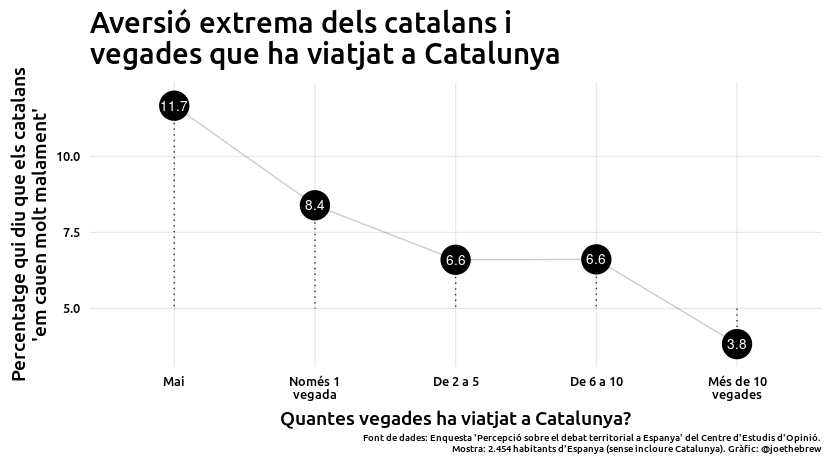 Aversió extrema dels catalans i
vegades que ha viatjat a Catalunya
Percentatge qui diu que els catalans
'em cauen molt malament'
10.0
7.5
5.0
11.7
8.4
6.6
6.6
3.8
Mai
Només 1
vegada
De 2 a 5
De 6 a 10
Més de 10
vegades
Quantes vegades ha viatjat a Catalunya?
Font de dades: Enquesta 'Percepció sobre el debat territorial a Espanya' del Centre d'Estudis d'Opinió.
Mostra: 2.454 habitants d'Espanya (sense incloure Catalunya). Gràfic: @joethebrew